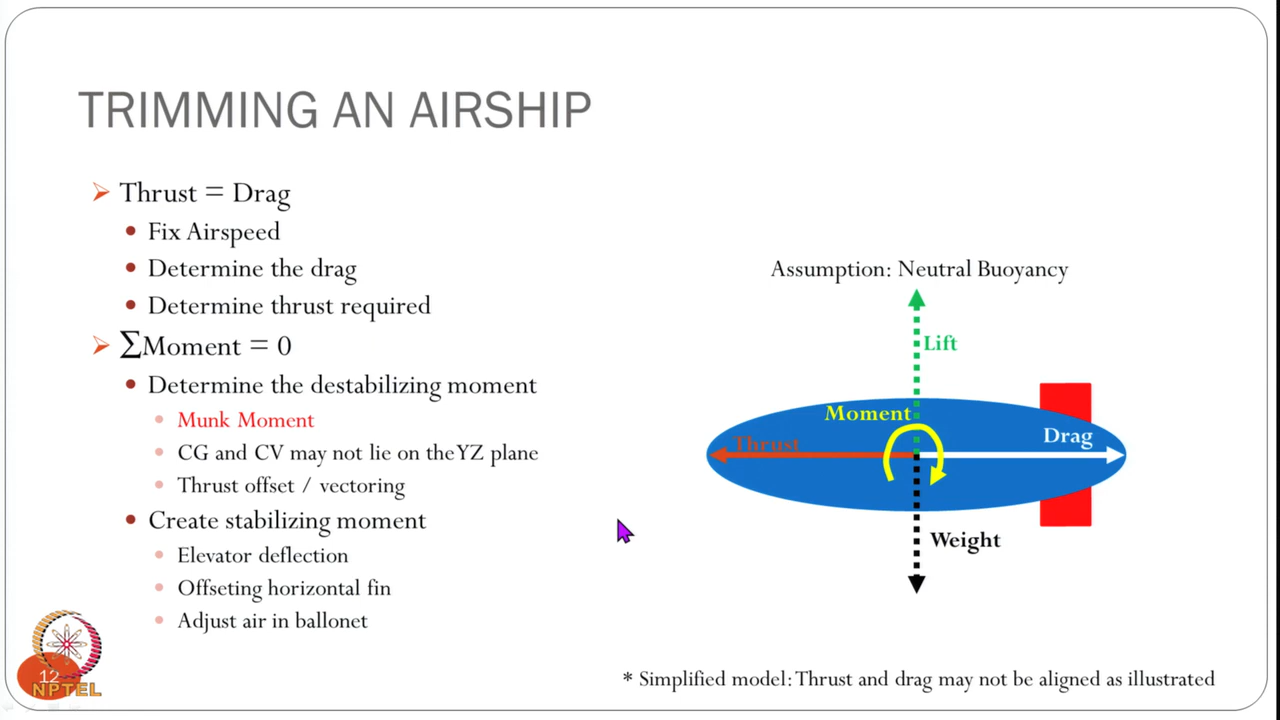 TRIMMING AN AIRSHIP
Thrust = Drag
Fix Airspeed
Determine the drag
Determine thrust required
∑Moment = 0
Determine the destabilizing moment
Munk Moment
CG and CV may not lie on the YZ plane
Thrust offset / vectoring
Create stabilizing moment
Elevator deflection
Offseting horizontal fin
Adjust air in ballonet
Assumption: Neutral Buoyancy
Lift
Moment
Thrust
Drag
Weight
* Simplified model: Thrust and drag may not be aligned as illustrated
12
NPTEL